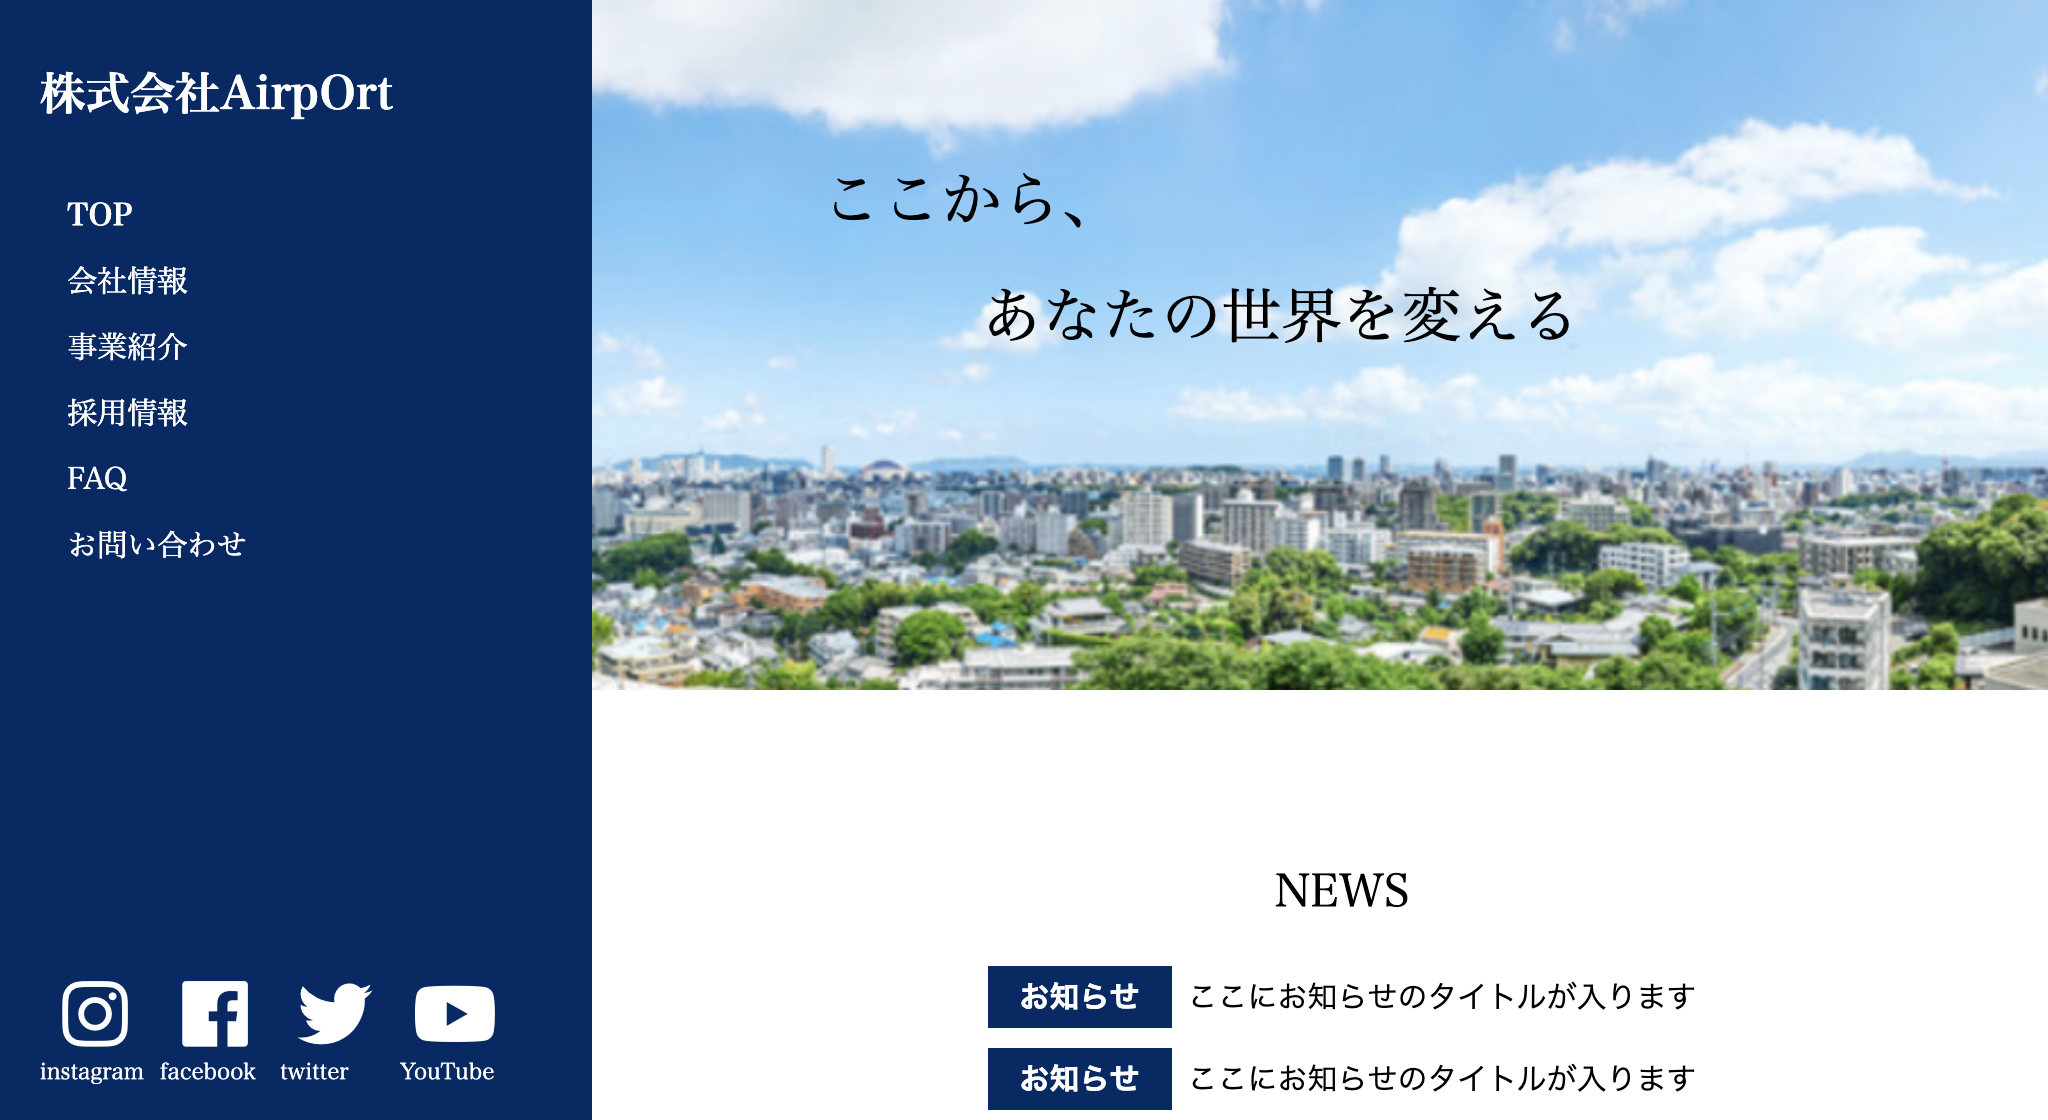 株式会社AirpOrt
TOP
会社情報
事業紹介
採用情報
FAQ
お問い合わせ
instagram
facebook
twitter
YouTube
ここから、
あなたの世界を変える
NEWS
お知らせ ここにお知らせのタイトルが入ります
お知らせ ここにお知らせのタイトルが入ります